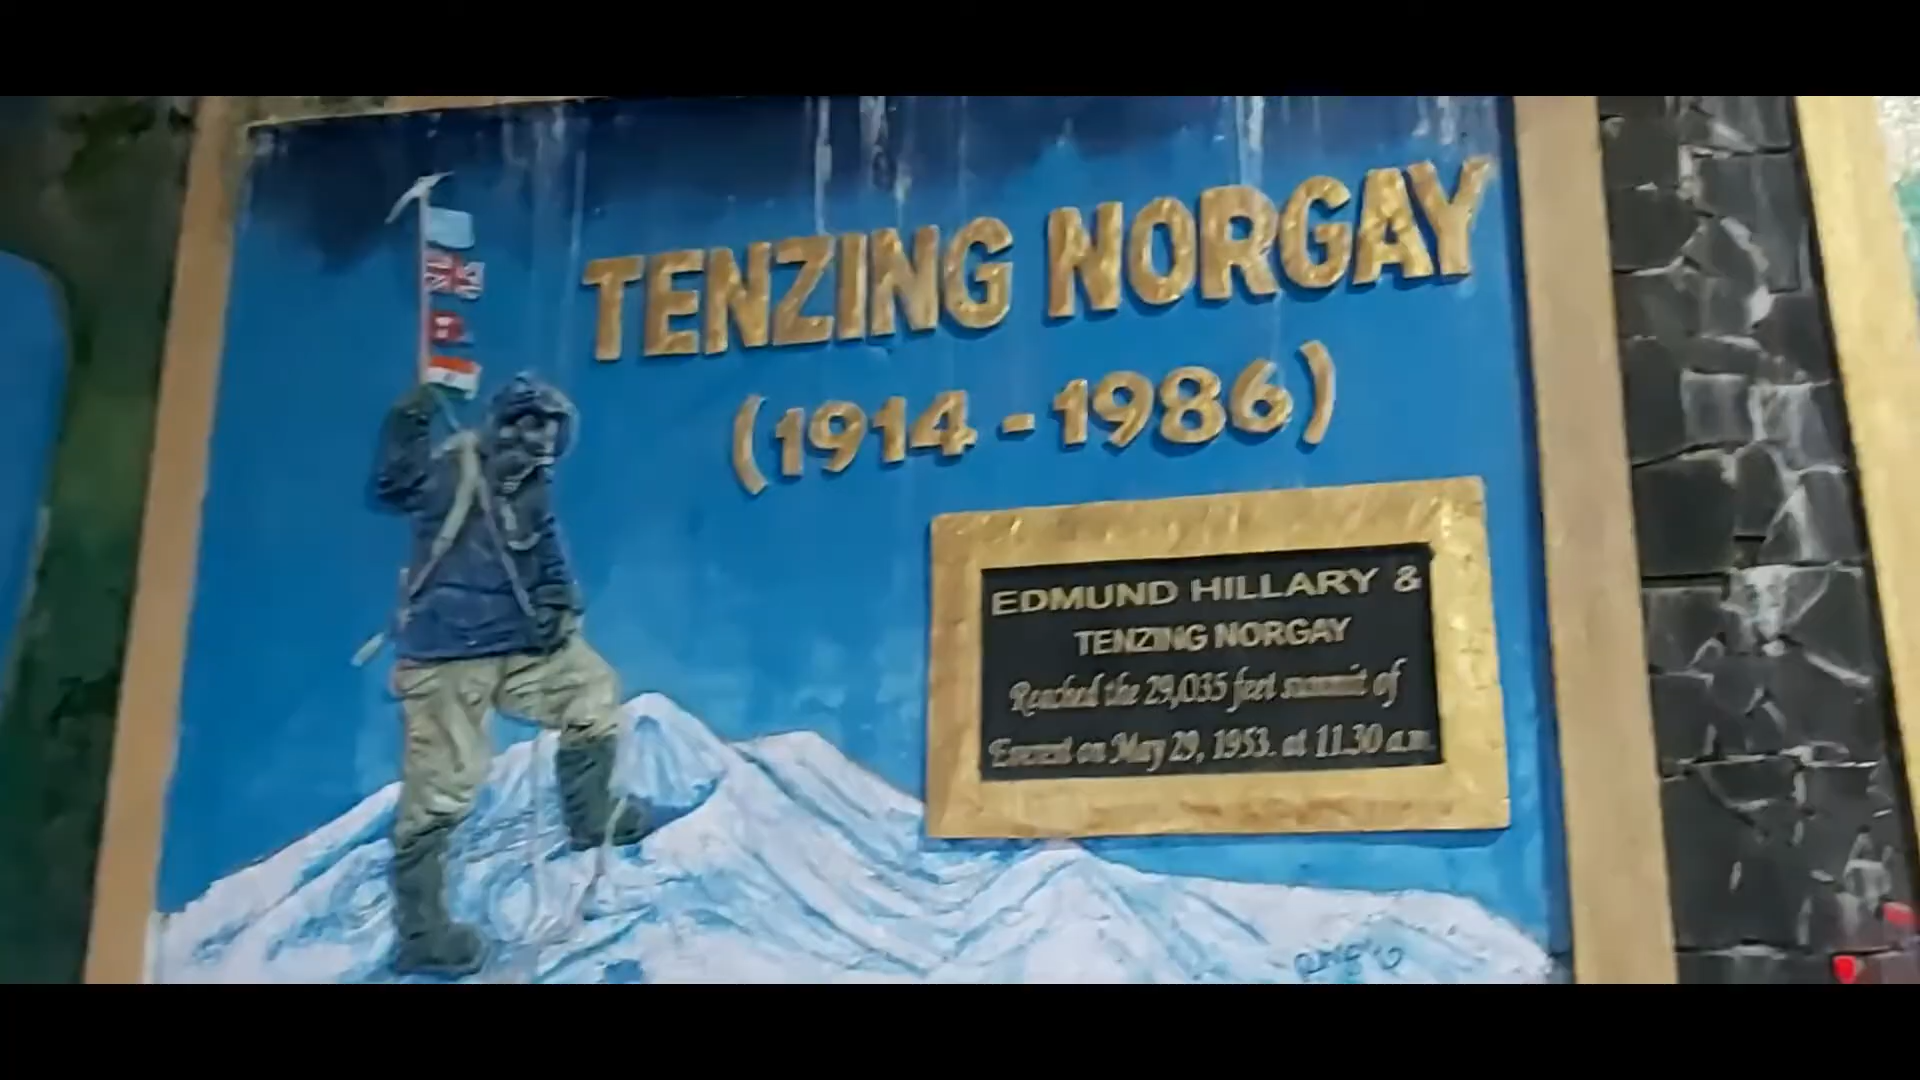 TENZING NORGAY
(1914 - 1986)
EDMUND HILLARY &
TENZING NORGAY
Reached the 29,035 feet summit of
Everest on May 29, 1953. at 11.30 a.m.